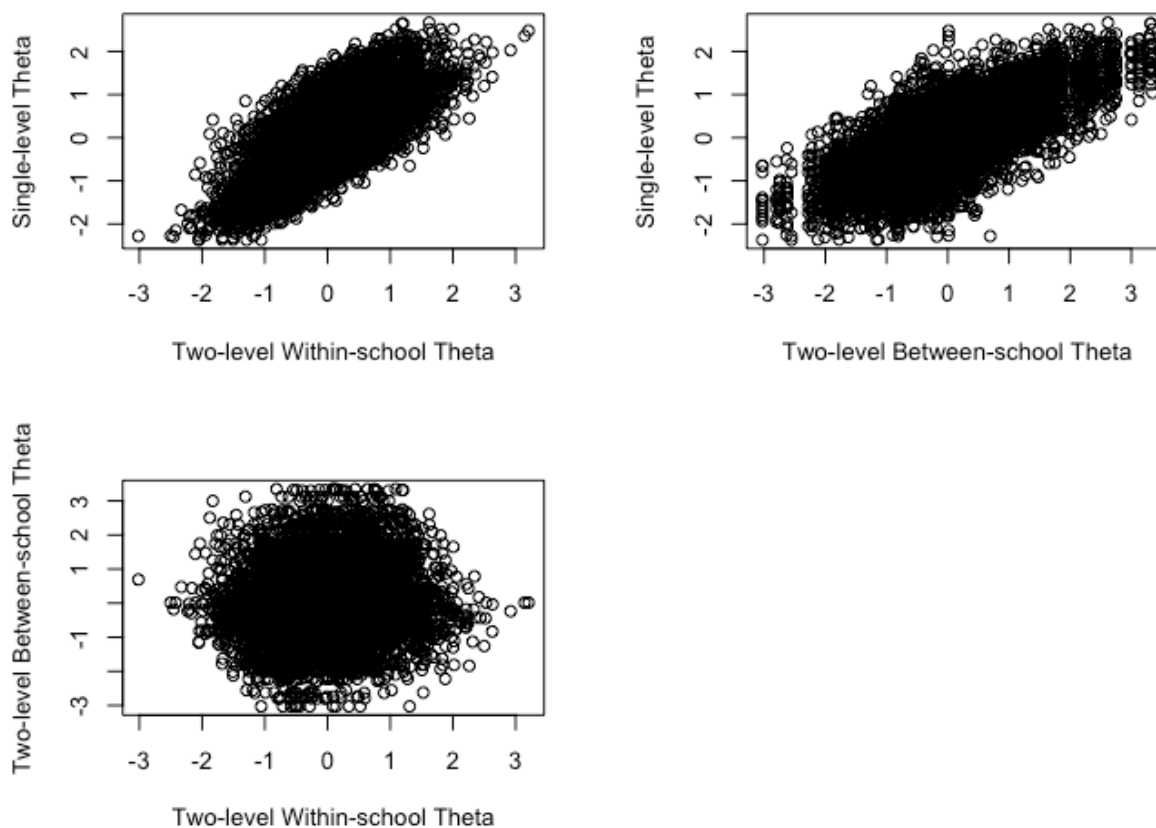 Single-level Theta
2
1
0
-1
-2
-3 -2 -1 0 1 2 3
Two-level Within-school Theta
Single-level Theta
2
1
0
-1
-2
-3 -2 -1 0 1 2 3
Two-level Between-school Theta
Two-level Between-school Theta
3
2
1
-1
-3
-3 -2 -1 0 1 2 3
Two-level Within-school Theta